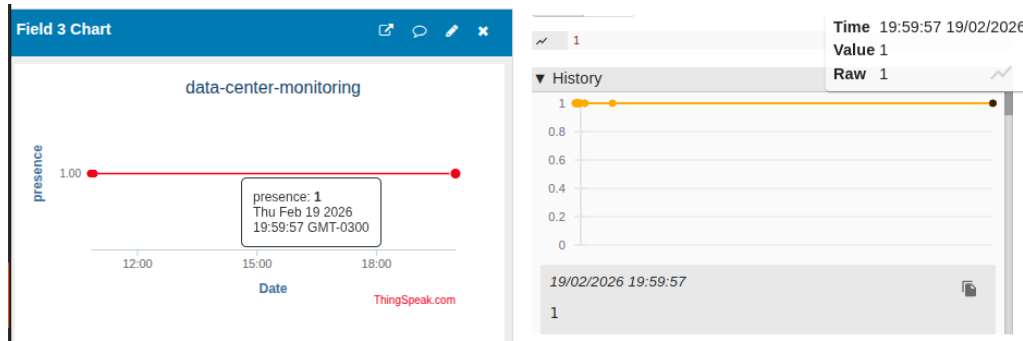 Field 3 Chart
data-center-monitoring
presence
1.00
presence: 1
Thu Feb 19 2026
19:59:57 GMT-0300
12:00
15:00
18:00
Date
ThingSpeak.com
1
Time 19:59:57 19/02/2026
Value 1
Raw 1
▼ History
1
0.8
0.6
0.4
0.2
0
19/02/2026 19:59:57
1